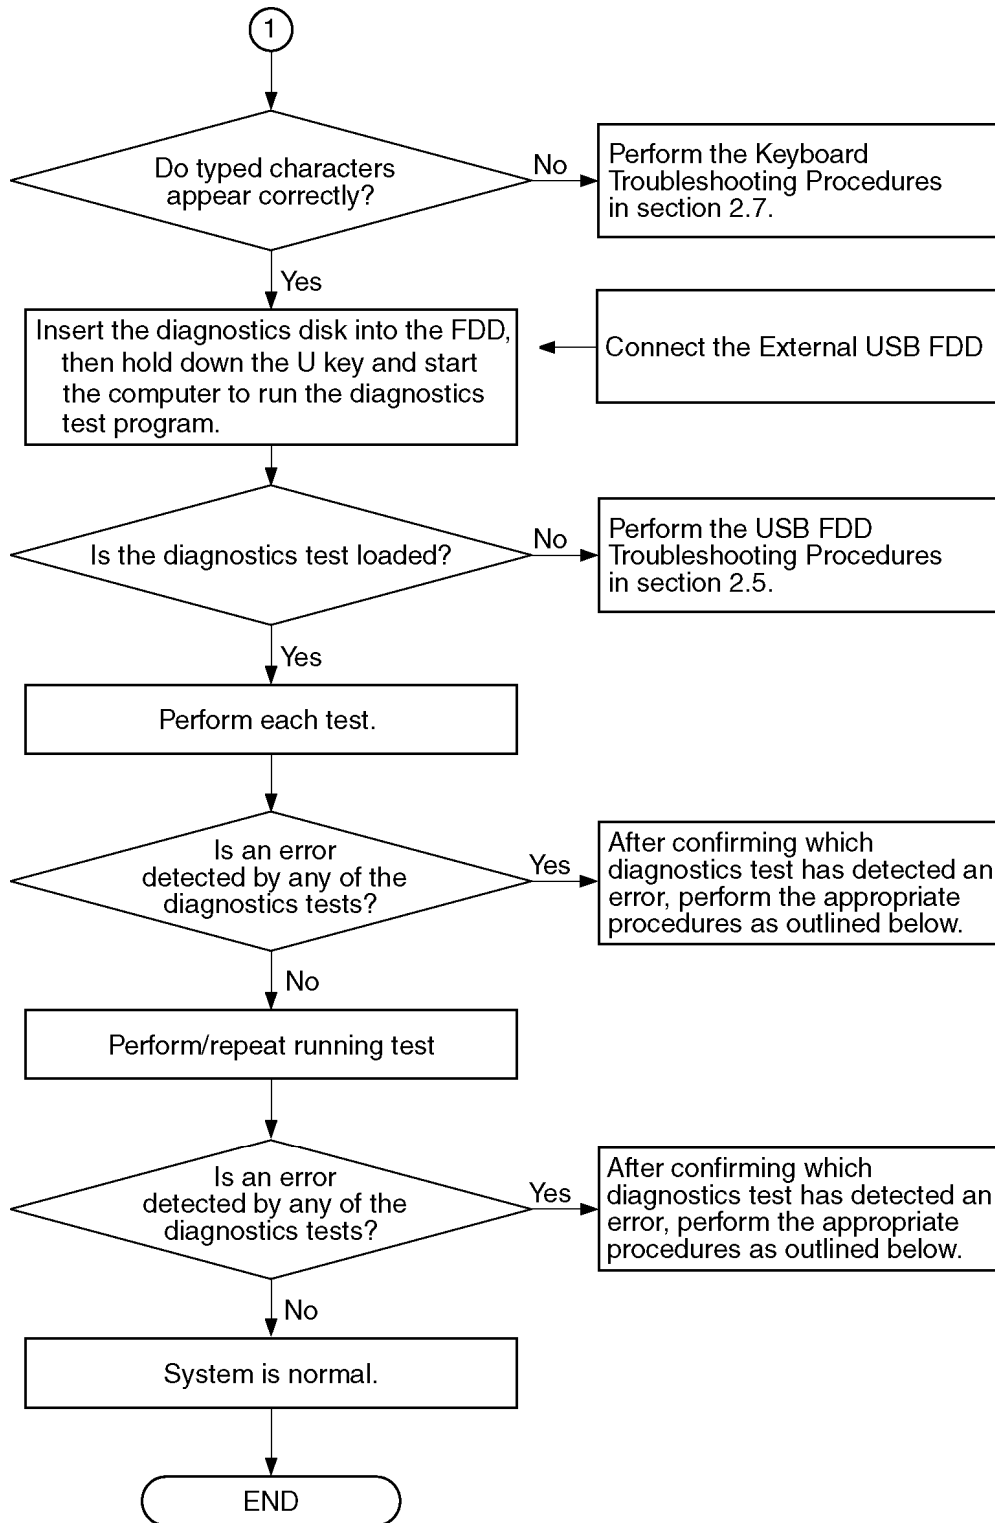 1
Do typed characters
appear correctly?
No
Perform the Keyboard
Troubleshooting Procedures
in section 2.7.
Yes
Insert the diagnostics disk into the FDD,
then hold down the U key and start
the computer to run the diagnostics
test program.
Connect the External USB FDD
Is the diagnostics test loaded?
No
Perform the USB FDD
Troubleshooting Procedures
in section 2.5.
Yes
Perform each test.
Is an error
detected by any of the
diagnostics tests?
Yes
After confirming which
diagnostics test has detected an
error, perform the appropriate
procedures as outlined below.
No
Perform/repeat running test
Is an error
detected by any of the
diagnostics tests?
Yes
After confirming which
diagnostics test has detected an
error, perform the appropriate
procedures as outlined below.
No
System is normal.
END